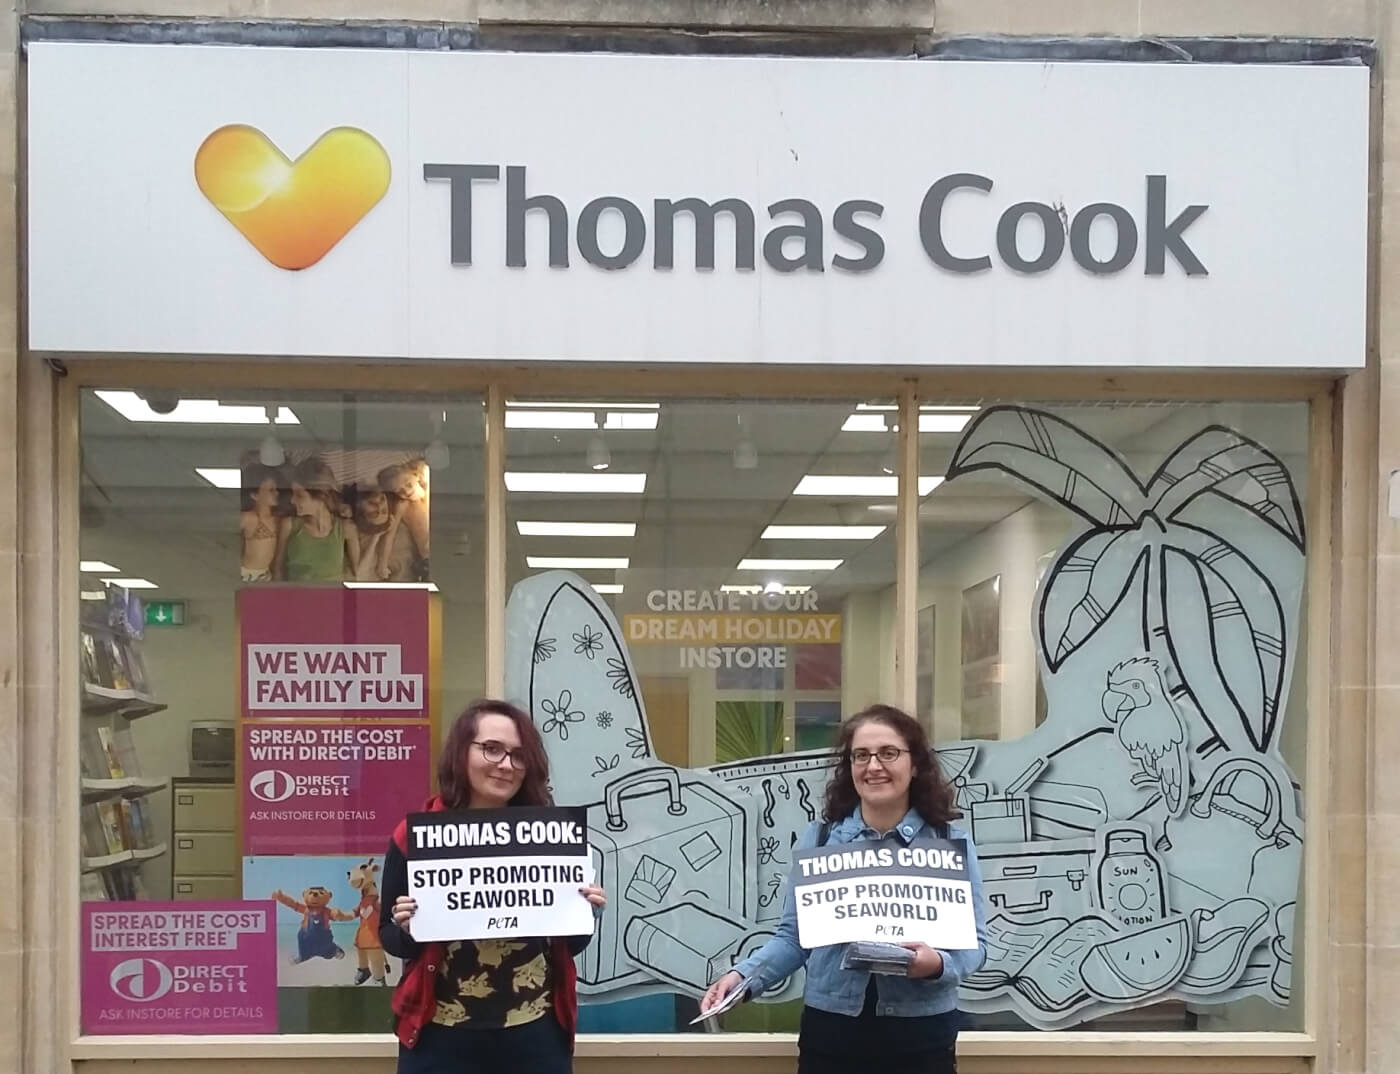 Thomas Cook
CREATE YOUR
DREAM HOLIDAY
INSTORE
WE WANT
FAMILY FUN
SPREAD THE COST
WITH DIRECT DEBIT*
DIRECT
Debit
ASK INSTORE FOR DETAILS
SPREAD THE COST
INTEREST FREE*
DIRECT
Debit
ASK INSTORE FOR DETAILS
THOMAS COOK:
STOP PROMOTING
SEAWORLD
PETA
THOMAS COOK:
STOP PROMOTING
SEAWORLD
PETA
SUN
LOTION